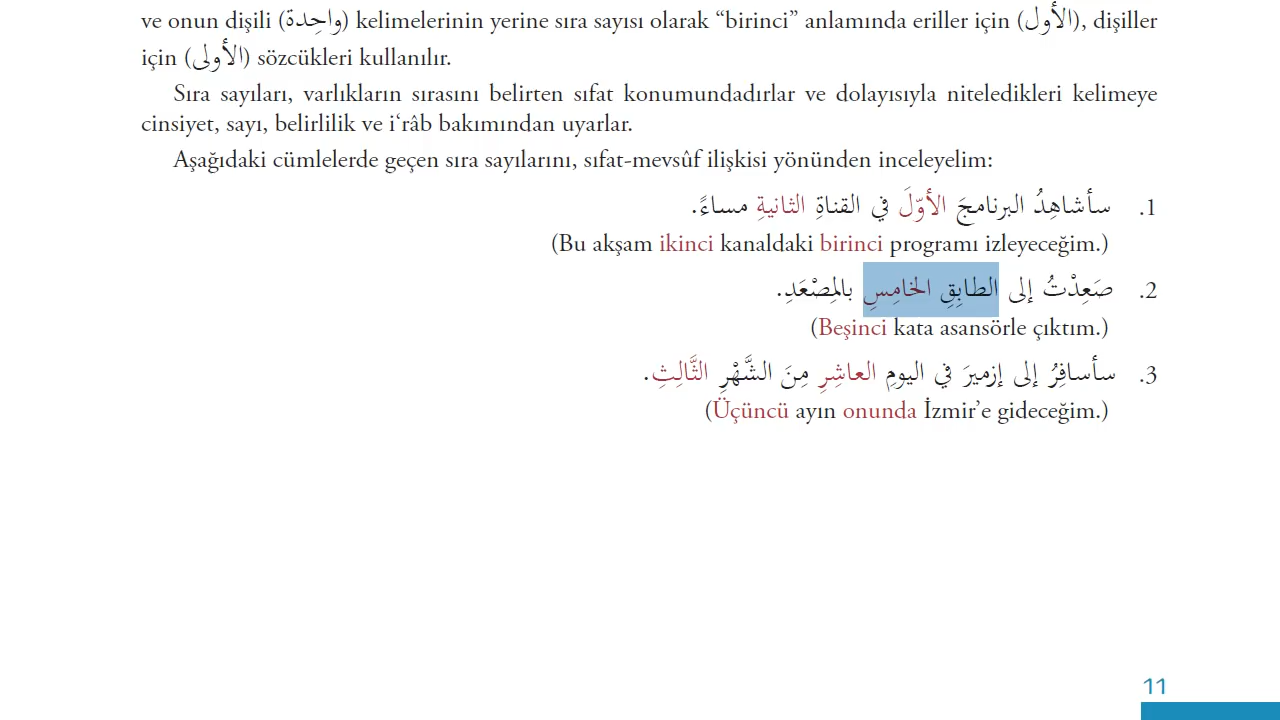 ve onun dişili (واحِدة) kelimelerinin yerine sıra sayısı olarak “birinci” anlamında eriller için (الأول), dişiller
için (الأولى) sözcükleri kullanılır.
Sıra sayıları, varlıkların sırasını belirten sıfat konumundadırlar ve dolayısıyla niteledikleri kelimeye
cinsiyet, sayı, belirlilik ve i‘râb bakımından uyarlar.
Aşağıdaki cümlelerde geçen sıra sayılarını, sıfat-mevsûf ilişkisi yönünden inceleyelim:
1. سأشاهِدُ البرنامجَ الأوّلَ في القناةِ الثانيةِ مساءً.
(Bu akşam ikinci kanaldaki birinci programı izleyeceğim.)
2. صَعِدْتُ إلى الطابِقِ الخامِسِ بالمِصْعَدِ.
(Beşinci kata asansörle çıktım.)
3. سأسافِرُ إلى إزميرَ في اليومِ العاشِرِ مِنَ الشَّهْرِ الثَّالِثِ.
(Üçüncü ayın onunda İzmir’e gideceğim.)
11